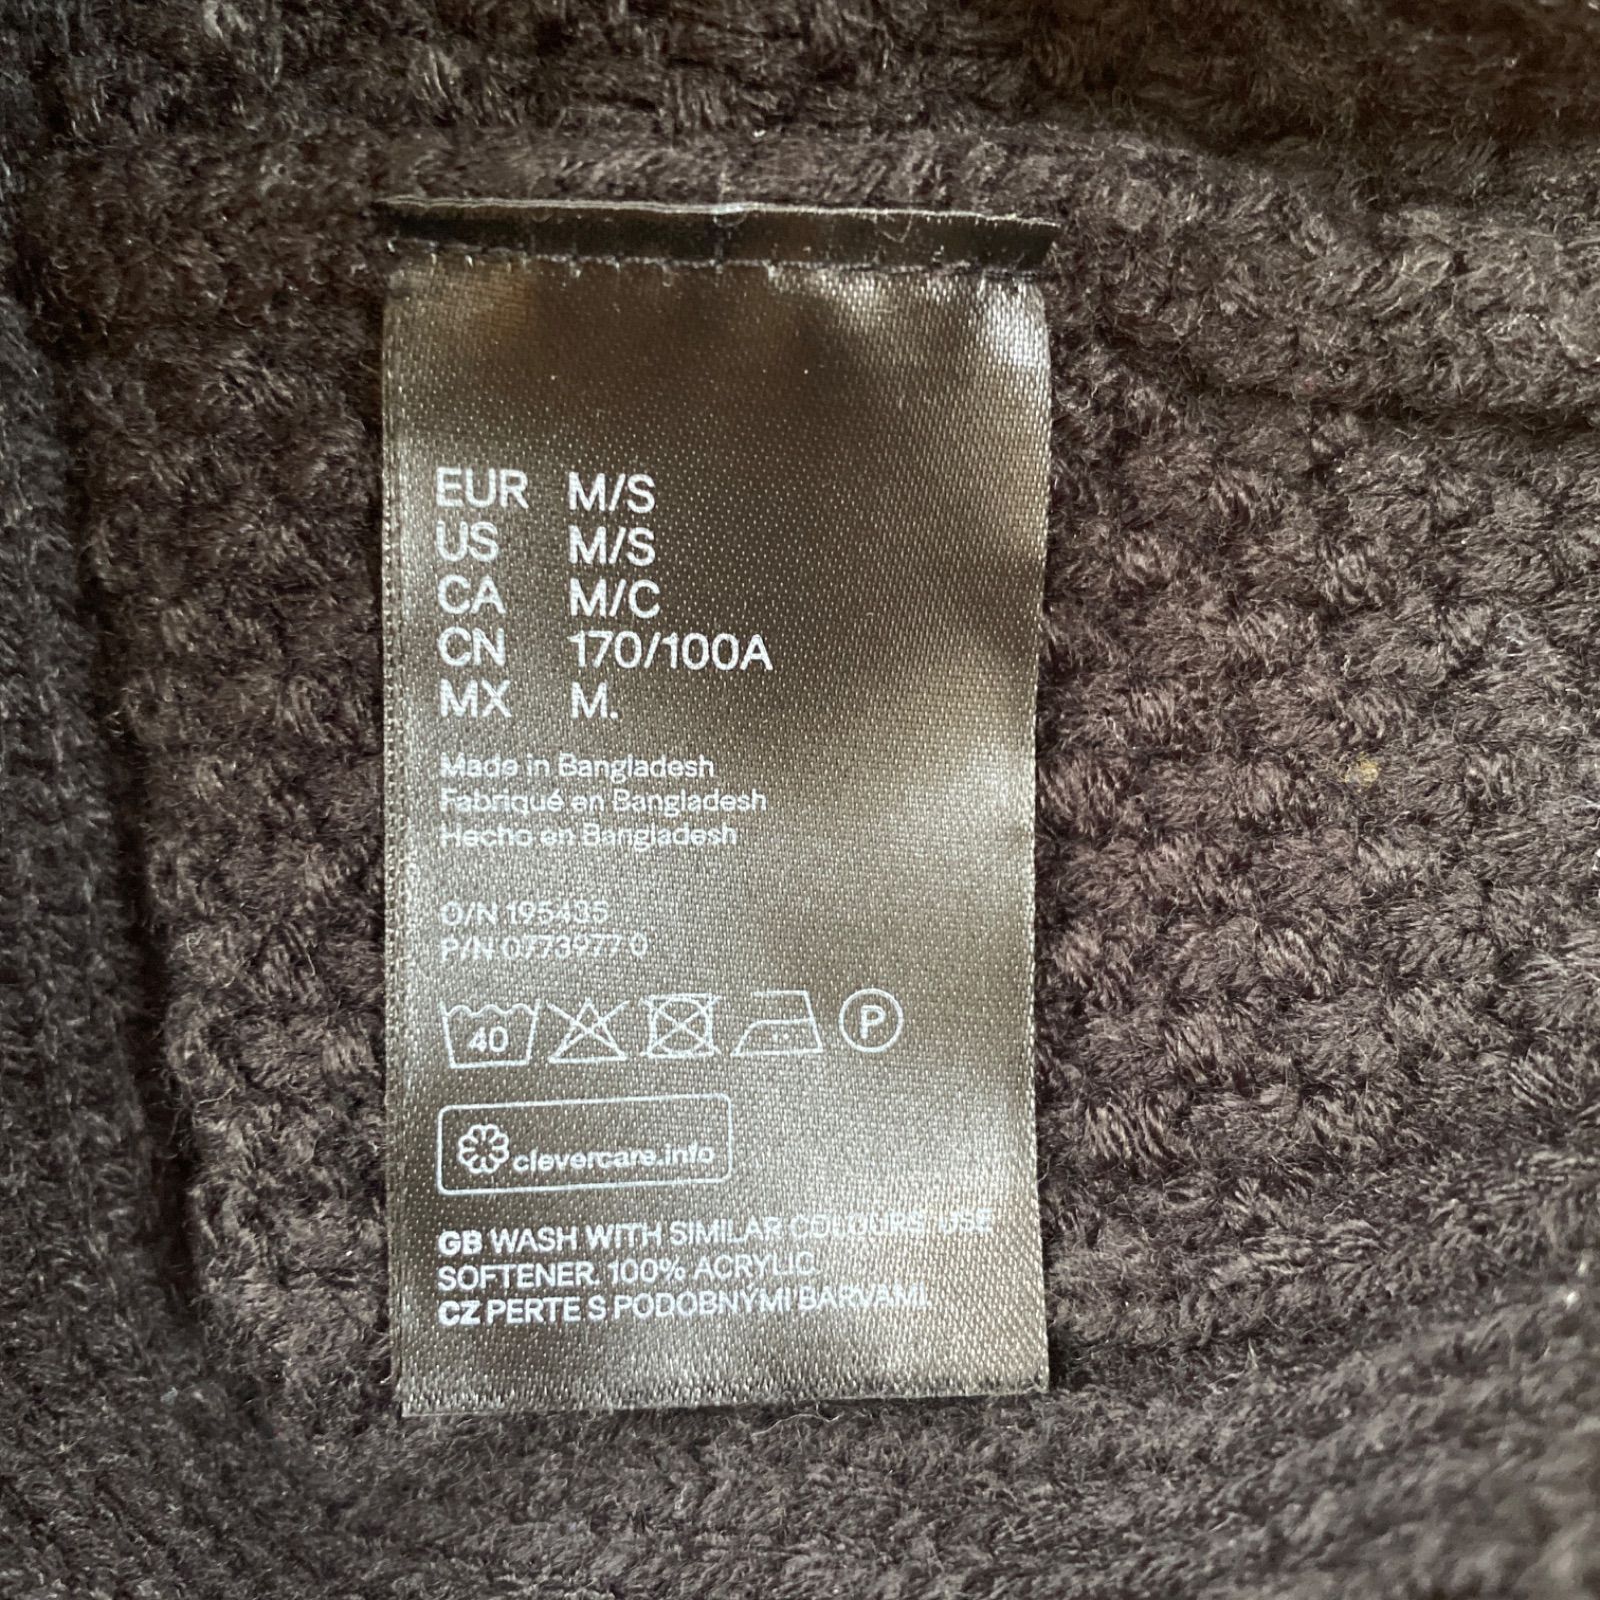 EUR M/S
US M/S
CA M/C
CN 170/100A
MX M.
Made in Bangladesh
Fabriqué en Bangladesh
Hecho en Bangladesh
O/N 195435
P/N 0773977 0
40
P
clevercare.info
GB WASH WITH SIMILAR COLOURS. USE
SOFTENER. 100% ACRYLIC.
CZ PERTE S PODOBNÝMI BARVAMI.